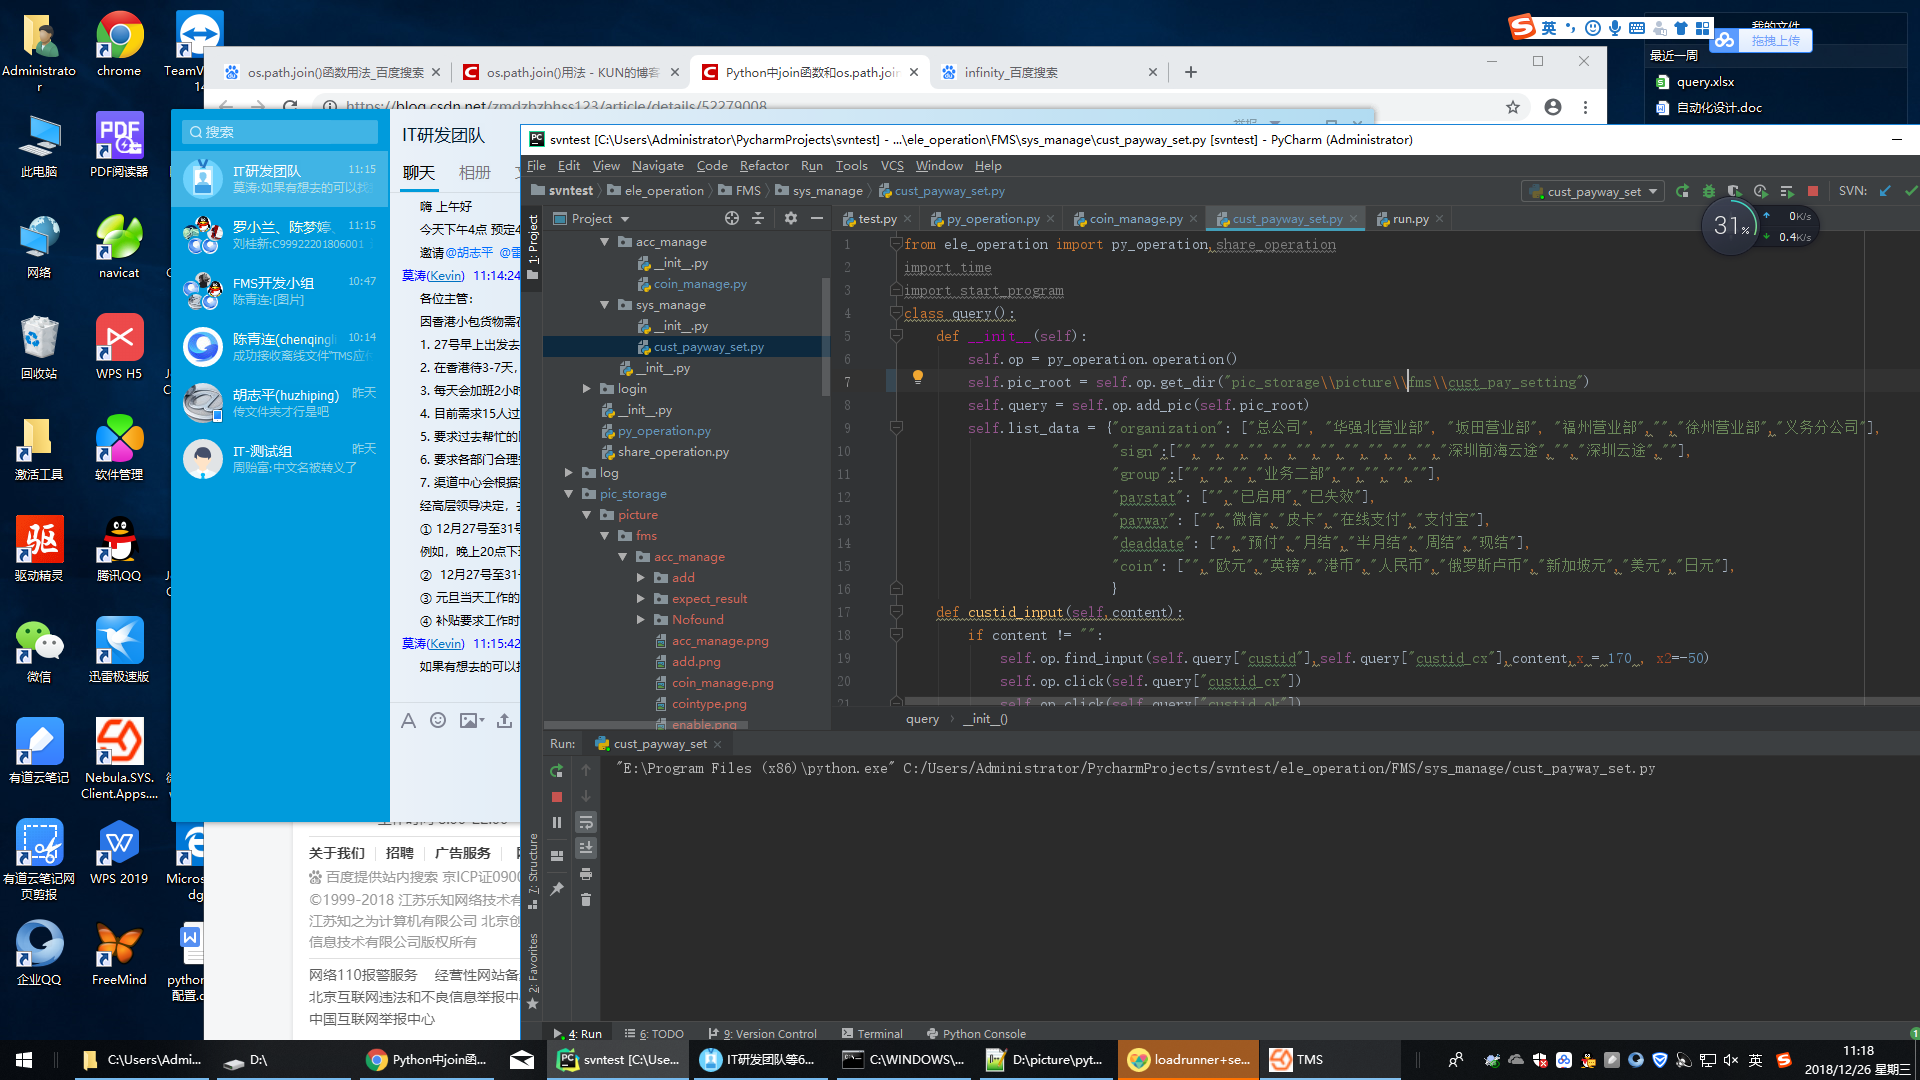 Administrator
chrome
TeamV
14
此电脑
PDF阅读器
网络
navicat
回收站
WPS H5
激活工具
软件管理
驱动精灵
腾讯QQ
微信
迅雷极速版
有道云笔记
Nebula.SYS.
Client.Apps....
有道云笔记网
页剪报
WPS 2019
Micros
dg
企业QQ
FreeMind
python
配置.c
os.path.join()函数用法_百度搜索
os.path.join()用法 - KUN的博客
Python中join函数和os.path.join
infinity_百度搜索
https://blog.csdn.net/zmdzbzbhss123/article/details/52279008
英
我的文件
拖拽上传
最近一周
query.xlsx
自动化设计.doc
31%
0K/s
0.4K/s
搜索
IT研发团队
11:15
莫涛:如果有想去的可以找
罗小兰、陈梦婷
11:15
刘桂新:C99922201806001
FMS开发小组
10:47
陈青连:[图片]
陈青连(chenqingli
10:14
成功接收离线文件"TMS应
胡志平(huzhiping)
昨天
传文件夹才行是吧
IT-测试组
昨天
周贻富:中文名被转义了
IT研发团队
聊天
相册
嗨 上午好
今天下午4点 预定4
邀请@胡志平 @雷
莫涛(Kevin) 11:14:24
各位主管：
因香港小包货物需在
1. 27号早上出发去
2. 在香港待3-7天，
3. 每天会加班2小时
4. 目前需求15人过
5. 要求过去帮忙的
6. 要求各部门合理
7. 渠道中心会根据
经高层领导决定，
① 12月27号至31号
例如，晚上20点下
② 12月27号至31
③ 元旦当天工作的
④ 补贴要求工作时
莫涛(Kevin) 11:15:42
如果有想去的可以找
关于我们
招聘
广告服务
百度提供站内搜索 京ICP证0900
©1999-2018 江苏乐知网络技术有
江苏知之为计算机有限公司 北京创
信息技术有限公司版权所有
网络110报警服务
经营性网站备
北京互联网违法和不良信息举报中
中国互联网举报中心
svntest [C:\Users\Administrator\PycharmProjects\svntest] - ...\ele_operation\FMS\sys_manage\cust_payway_set.py [svntest] - PyCharm (Administrator)
File Edit View Navigate Code Refactor Run Tools VCS Window Help
svntest
ele_operation
FMS
sys_manage
cust_payway_set.py
cust_payway_set
SVN:
1: Project
Project
test.py
py_operation.py
coin_manage.py
cust_payway_set.py
run.py
acc_manage
__init__.py
coin_manage.py
sys_manage
__init__.py
cust_payway_set.py
__init__.py
login
__init__.py
py_operation.py
share_operation.py
log
pic_storage
picture
fms
acc_manage
add
expect_result
Nofound
acc_manage.png
add.png
coin_manage.png
cointype.png
enable.png
1 from ele_operation import py_operation,share_operation
2 import time
3 import start_program
4 class query():
5 def __init__(self):
6 self.op = py_operation.operation()
7 self.pic_root = self.op.get_dir("pic_storage\\picture\\fms\\cust_pay_setting")
8 self.query = self.op.add_pic(self.pic_root)
9 self.list_data = {"organization": ["总公司", "华强北营业部", "坂田营业部", "福州营业部","","徐州营业部","义务分公司"],
10 "sign":["","","","","","","","","","","","深圳前海云途","","深圳云途",""],
11 "group":["","","","业务二部","","","",""],
12 "paystat": ["","已启用","已失效"],
13 "payway": ["","微信","皮卡","在线支付","支付宝"],
14 "deaddate": ["","预付","月结","半月结","周结","现结"],
15 "coin": ["","欧元","英镑","港币","人民币","俄罗斯卢币","新加坡元","美元","日元"],
16 }
17 def custid_input(self,content):
18 if content != "":
19 self.op.find_input(self.query["custid"],self.query["custid_cx"],content,x = 170 , x2=-50)
20 self.op.click(self.query["custid_cx"])
21 self.op.click(self.query["custid_ok"])
query
__init__()
Run:
cust_payway_set
"E:\Program Files (x86)\python.exe" C:/Users/Administrator/PycharmProjects/svntest/ele_operation/FMS/sys_manage/cust_payway_set.py
7: Structure
2: Favorites
4: Run
6: TODO
9: Version Control
Terminal
Python Console
1
C:\Users\Admi...
D:\
Python中join函...
svntest [C:\Use...
IT研发团队等6...
C:\WINDOWS\...
D:\picture\pyt...
loadrunner+se...
TMS
英
11:18
2018/12/26 星期三